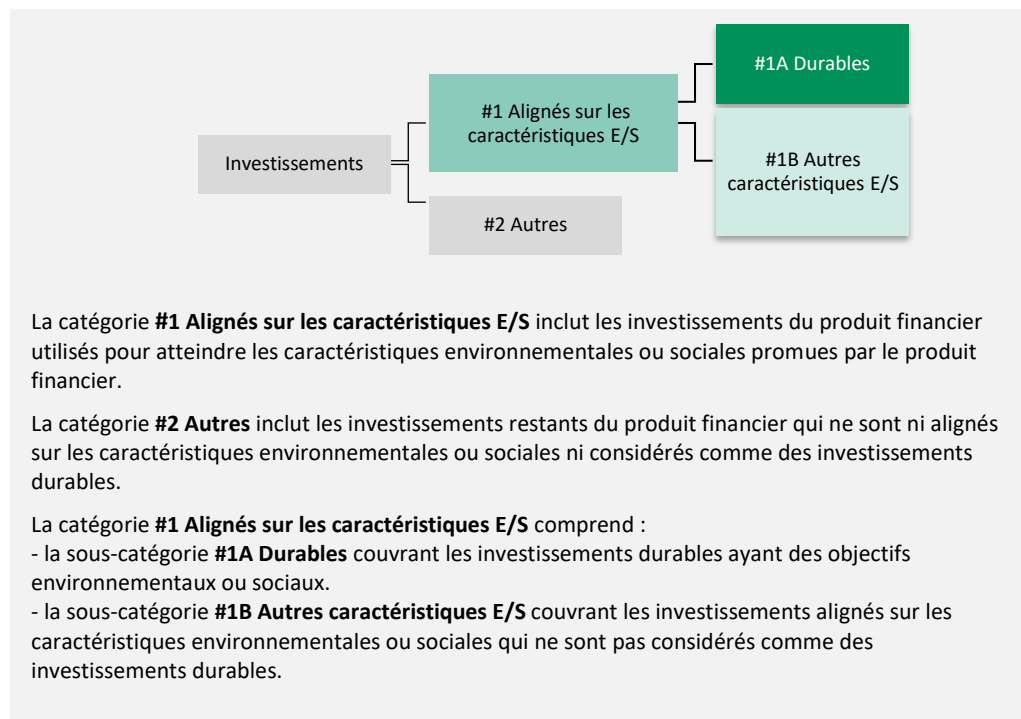 #1A Durables
#1 Alignés sur les
caractéristiques E/S
Investissements
#1B Autres
caractéristiques E/S
#2 Autres
La catégorie #1 Alignés sur les caractéristiques E/S inclut les investissements du produit financier
utilisés pour atteindre les caractéristiques environnementales ou sociales promues par le produit
financier.
La catégorie #2 Autres inclut les investissements restants du produit financier qui ne sont ni alignés
sur les caractéristiques environnementales ou sociales ni considérés comme des investissements
durables.
La catégorie #1 Alignés sur les caractéristiques E/S comprend :
- la sous-catégorie #1A Durables couvrant les investissements durables ayant des objectifs
environnementaux ou sociaux.
- la sous-catégorie #1B Autres caractéristiques E/S couvrant les investissements alignés sur les
caractéristiques environnementales ou sociales qui ne sont pas considérés comme des
investissements durables.